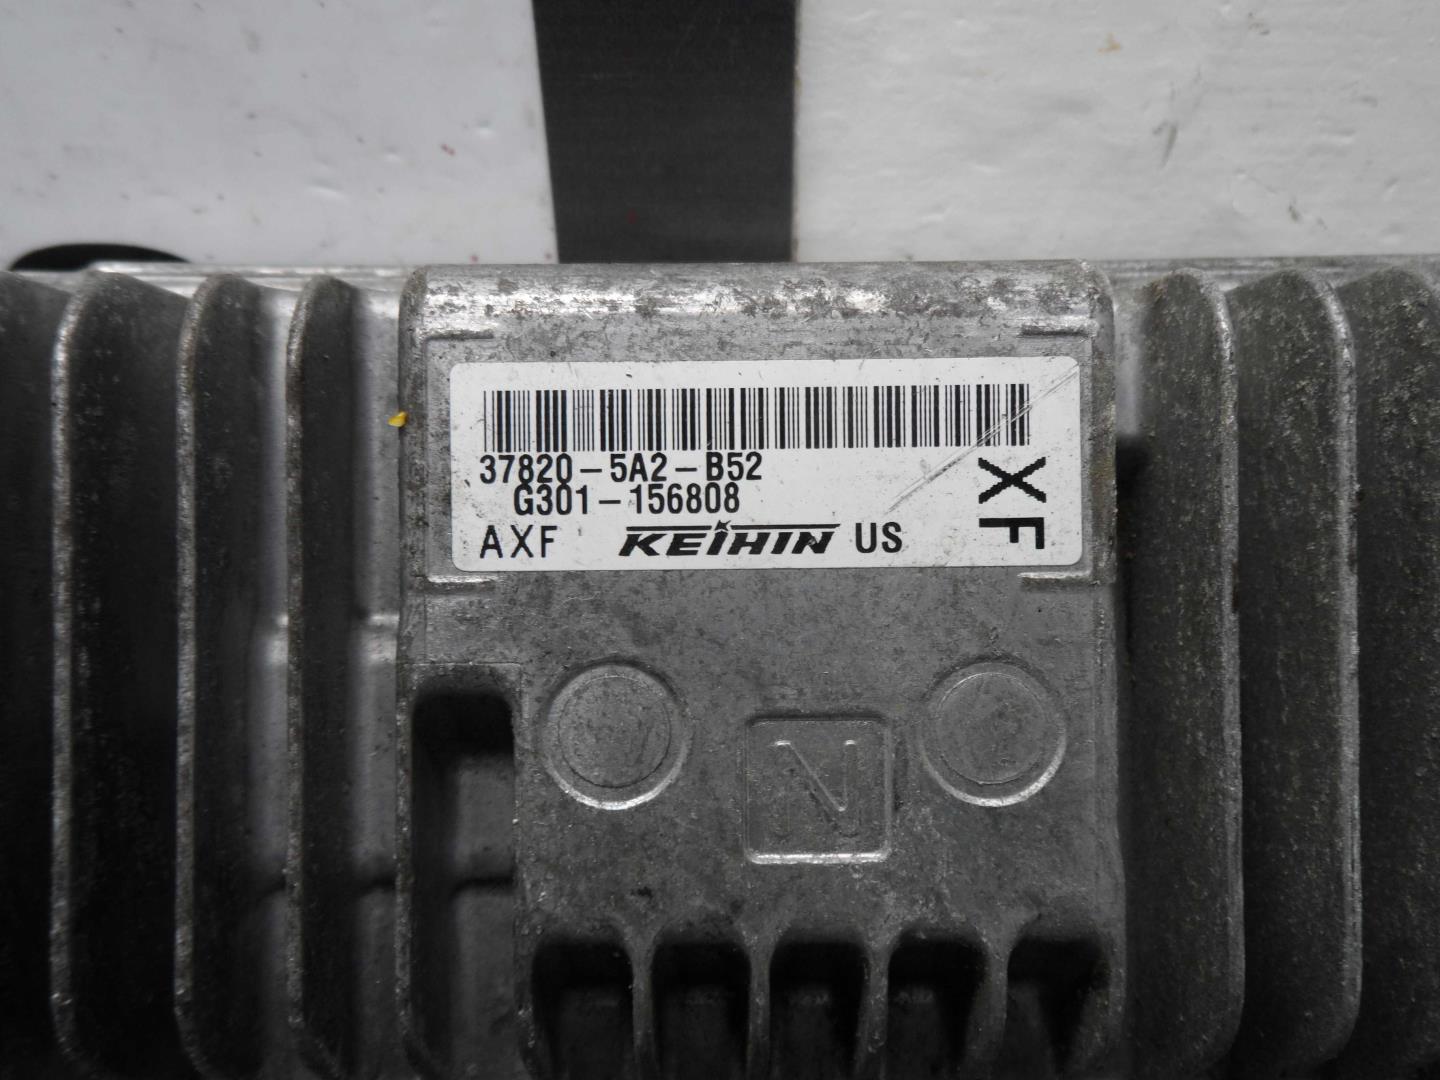 37820-5A2-B52
G301-156808
AXF KEIHIN US
XF
N